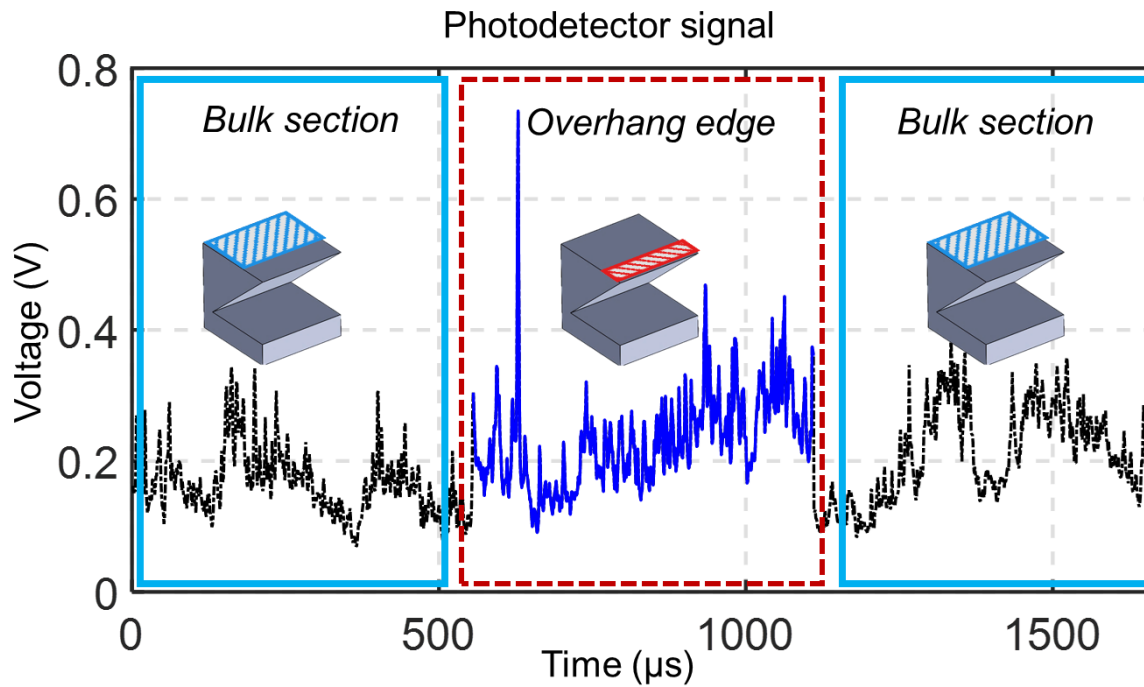 Photodetector signal
Bulk section
Overhang edge
Bulk section
Voltage (V)
0.8
0.6
0.4
0.2
0
0
500
1000
1500
Time (μs)